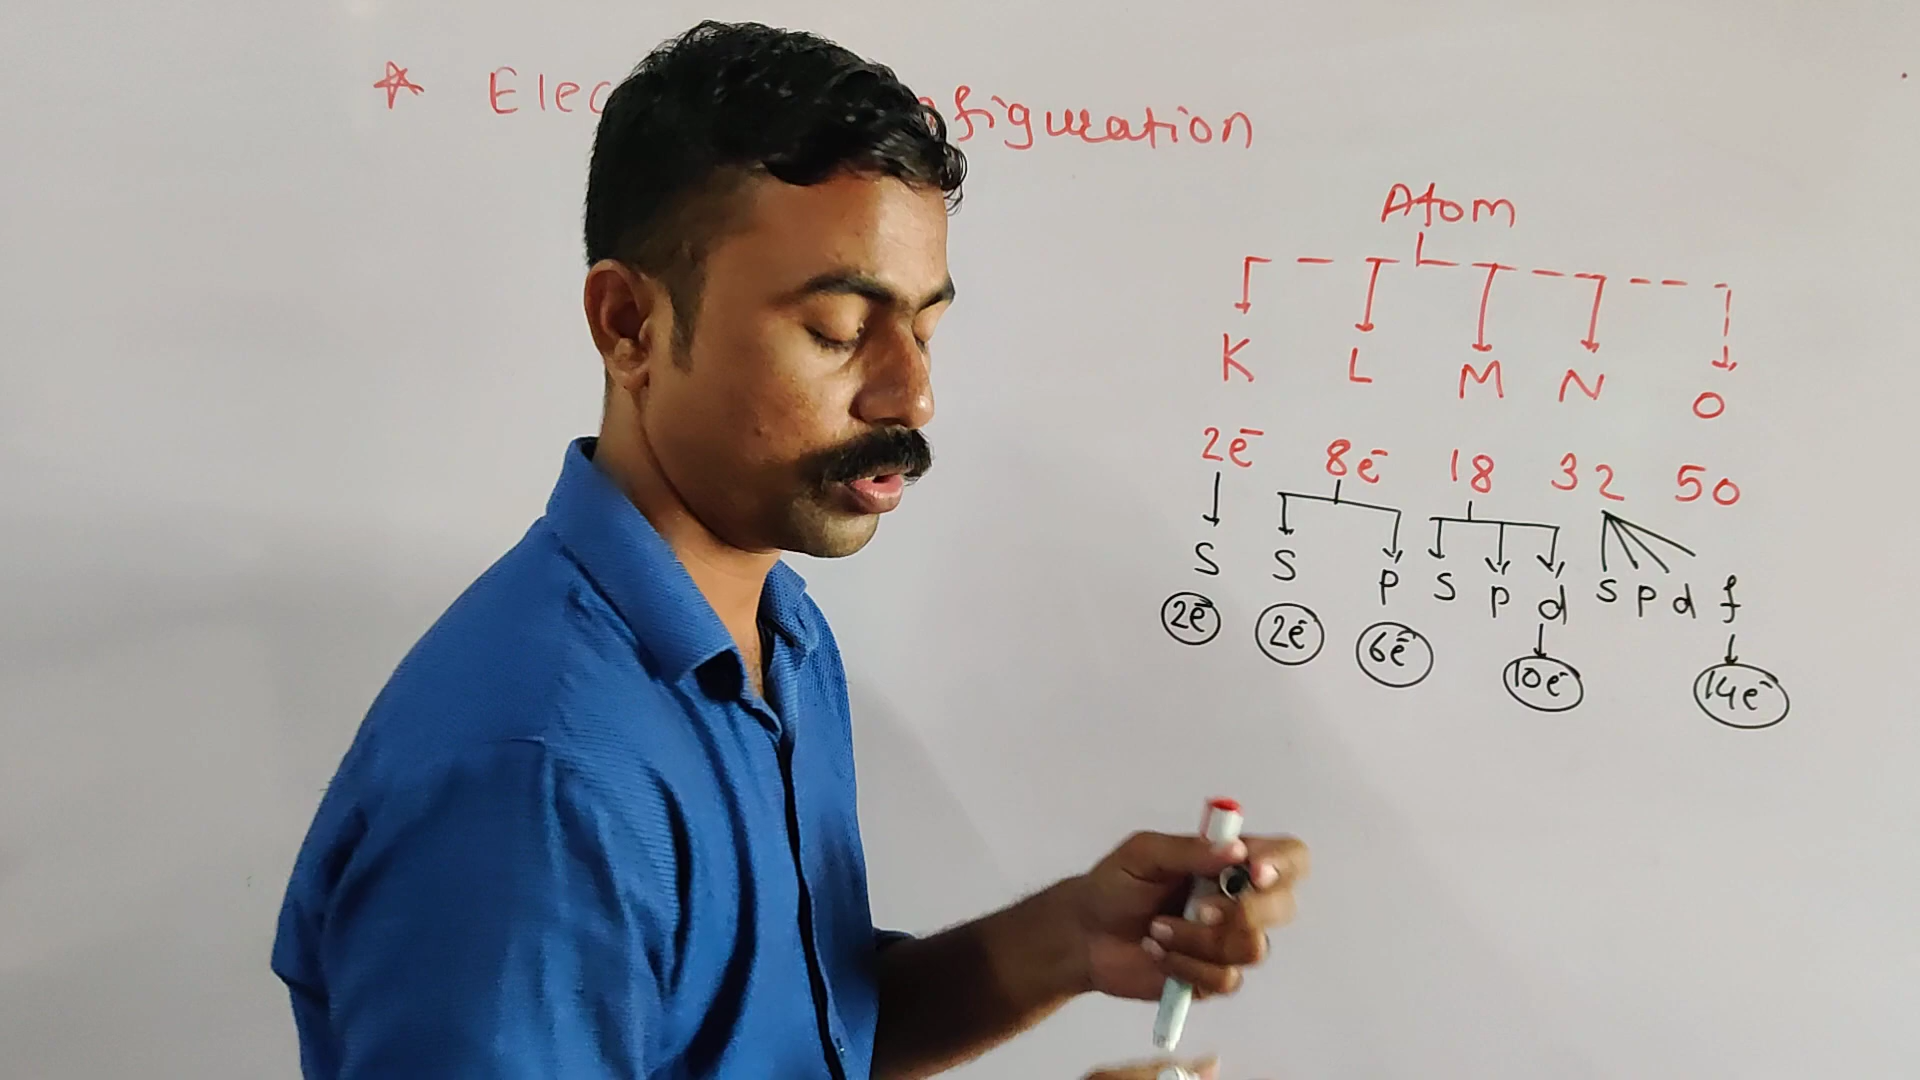 * Elec figuration
Atom
K L M N O
2e⁻ 8e⁻ 18 32 50
S S P S P d S P d f
2e⁻ 2e⁻ 6e⁻ 10e⁻ 14e⁻